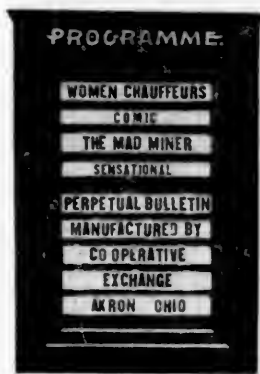 PROGRAMME
WOMEN CHAUFFEURS
COMIC
THE MAD MINER
SENSATIONAL
PERPETUAL BULLETIN
MANUFACTURED BY
CO OPERATIVE
EXCHANGE
AKRON OHIO